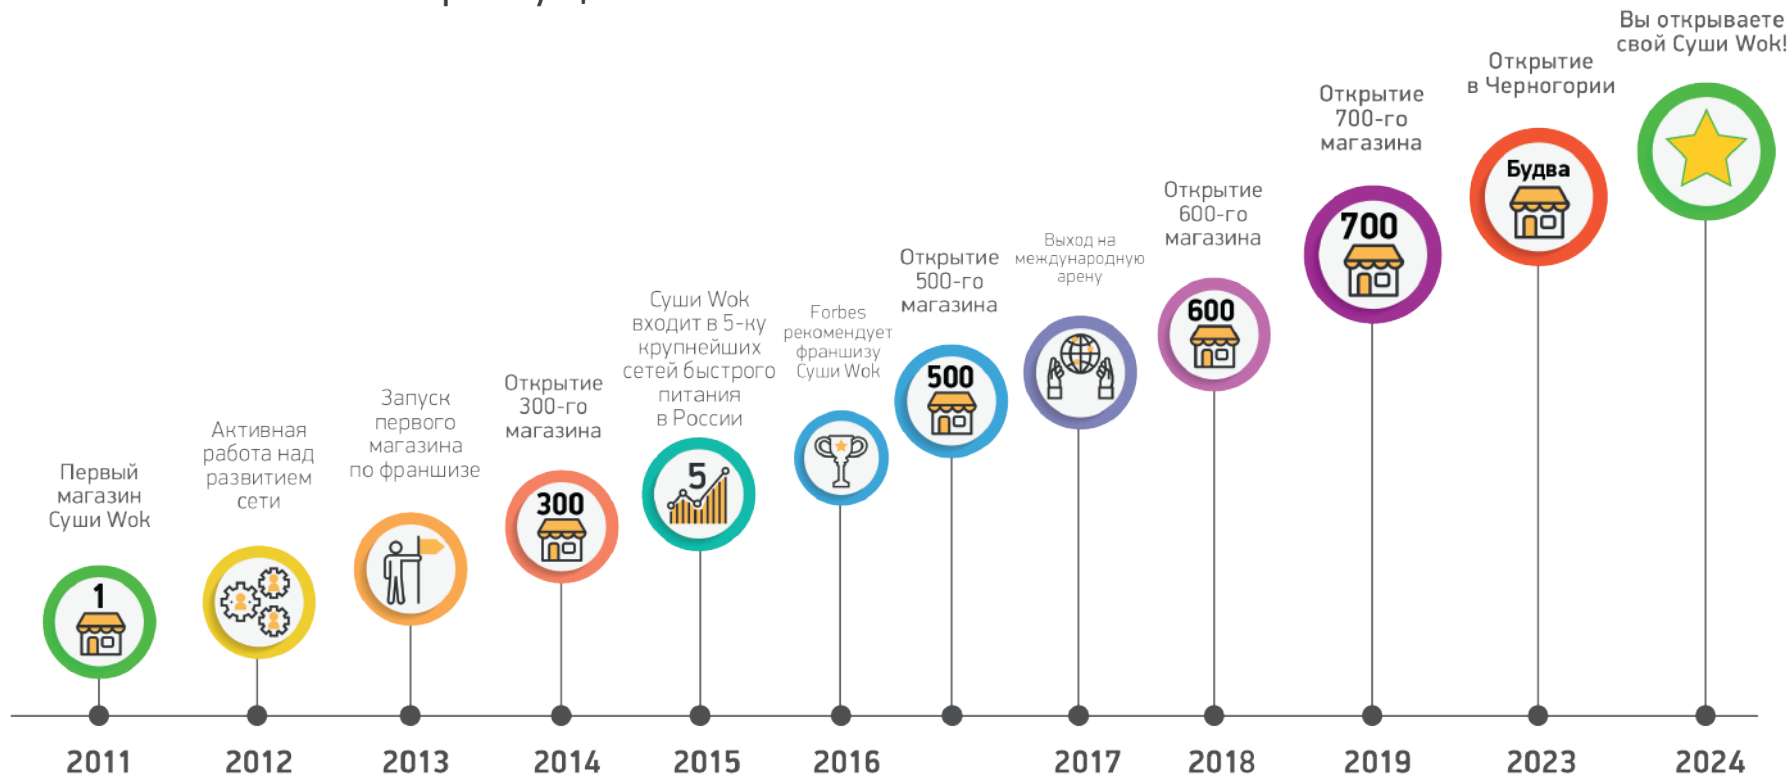 Первый
магазин
Суши Wok
1
2011
Активная
работа над
развитием
сети
2012
Запуск
первого
магазина
по франшизе
2013
Открытие
300-го
магазина
300
2014
Суши Wok
входит в 5-ку
крупнейших
сетей быстрого
питания
в России
5
2015
Forbes
рекомендует
франшизу
Суши Wok
2016
Открытие
500-го
магазина
500
Выход на
международную
арену
2017
Открытие
600-го
магазина
600
2018
Открытие
700-го
магазина
700
2019
Открытие
в Черногории
Будва
2023
Вы открываете
свой Суши Wok!
2024